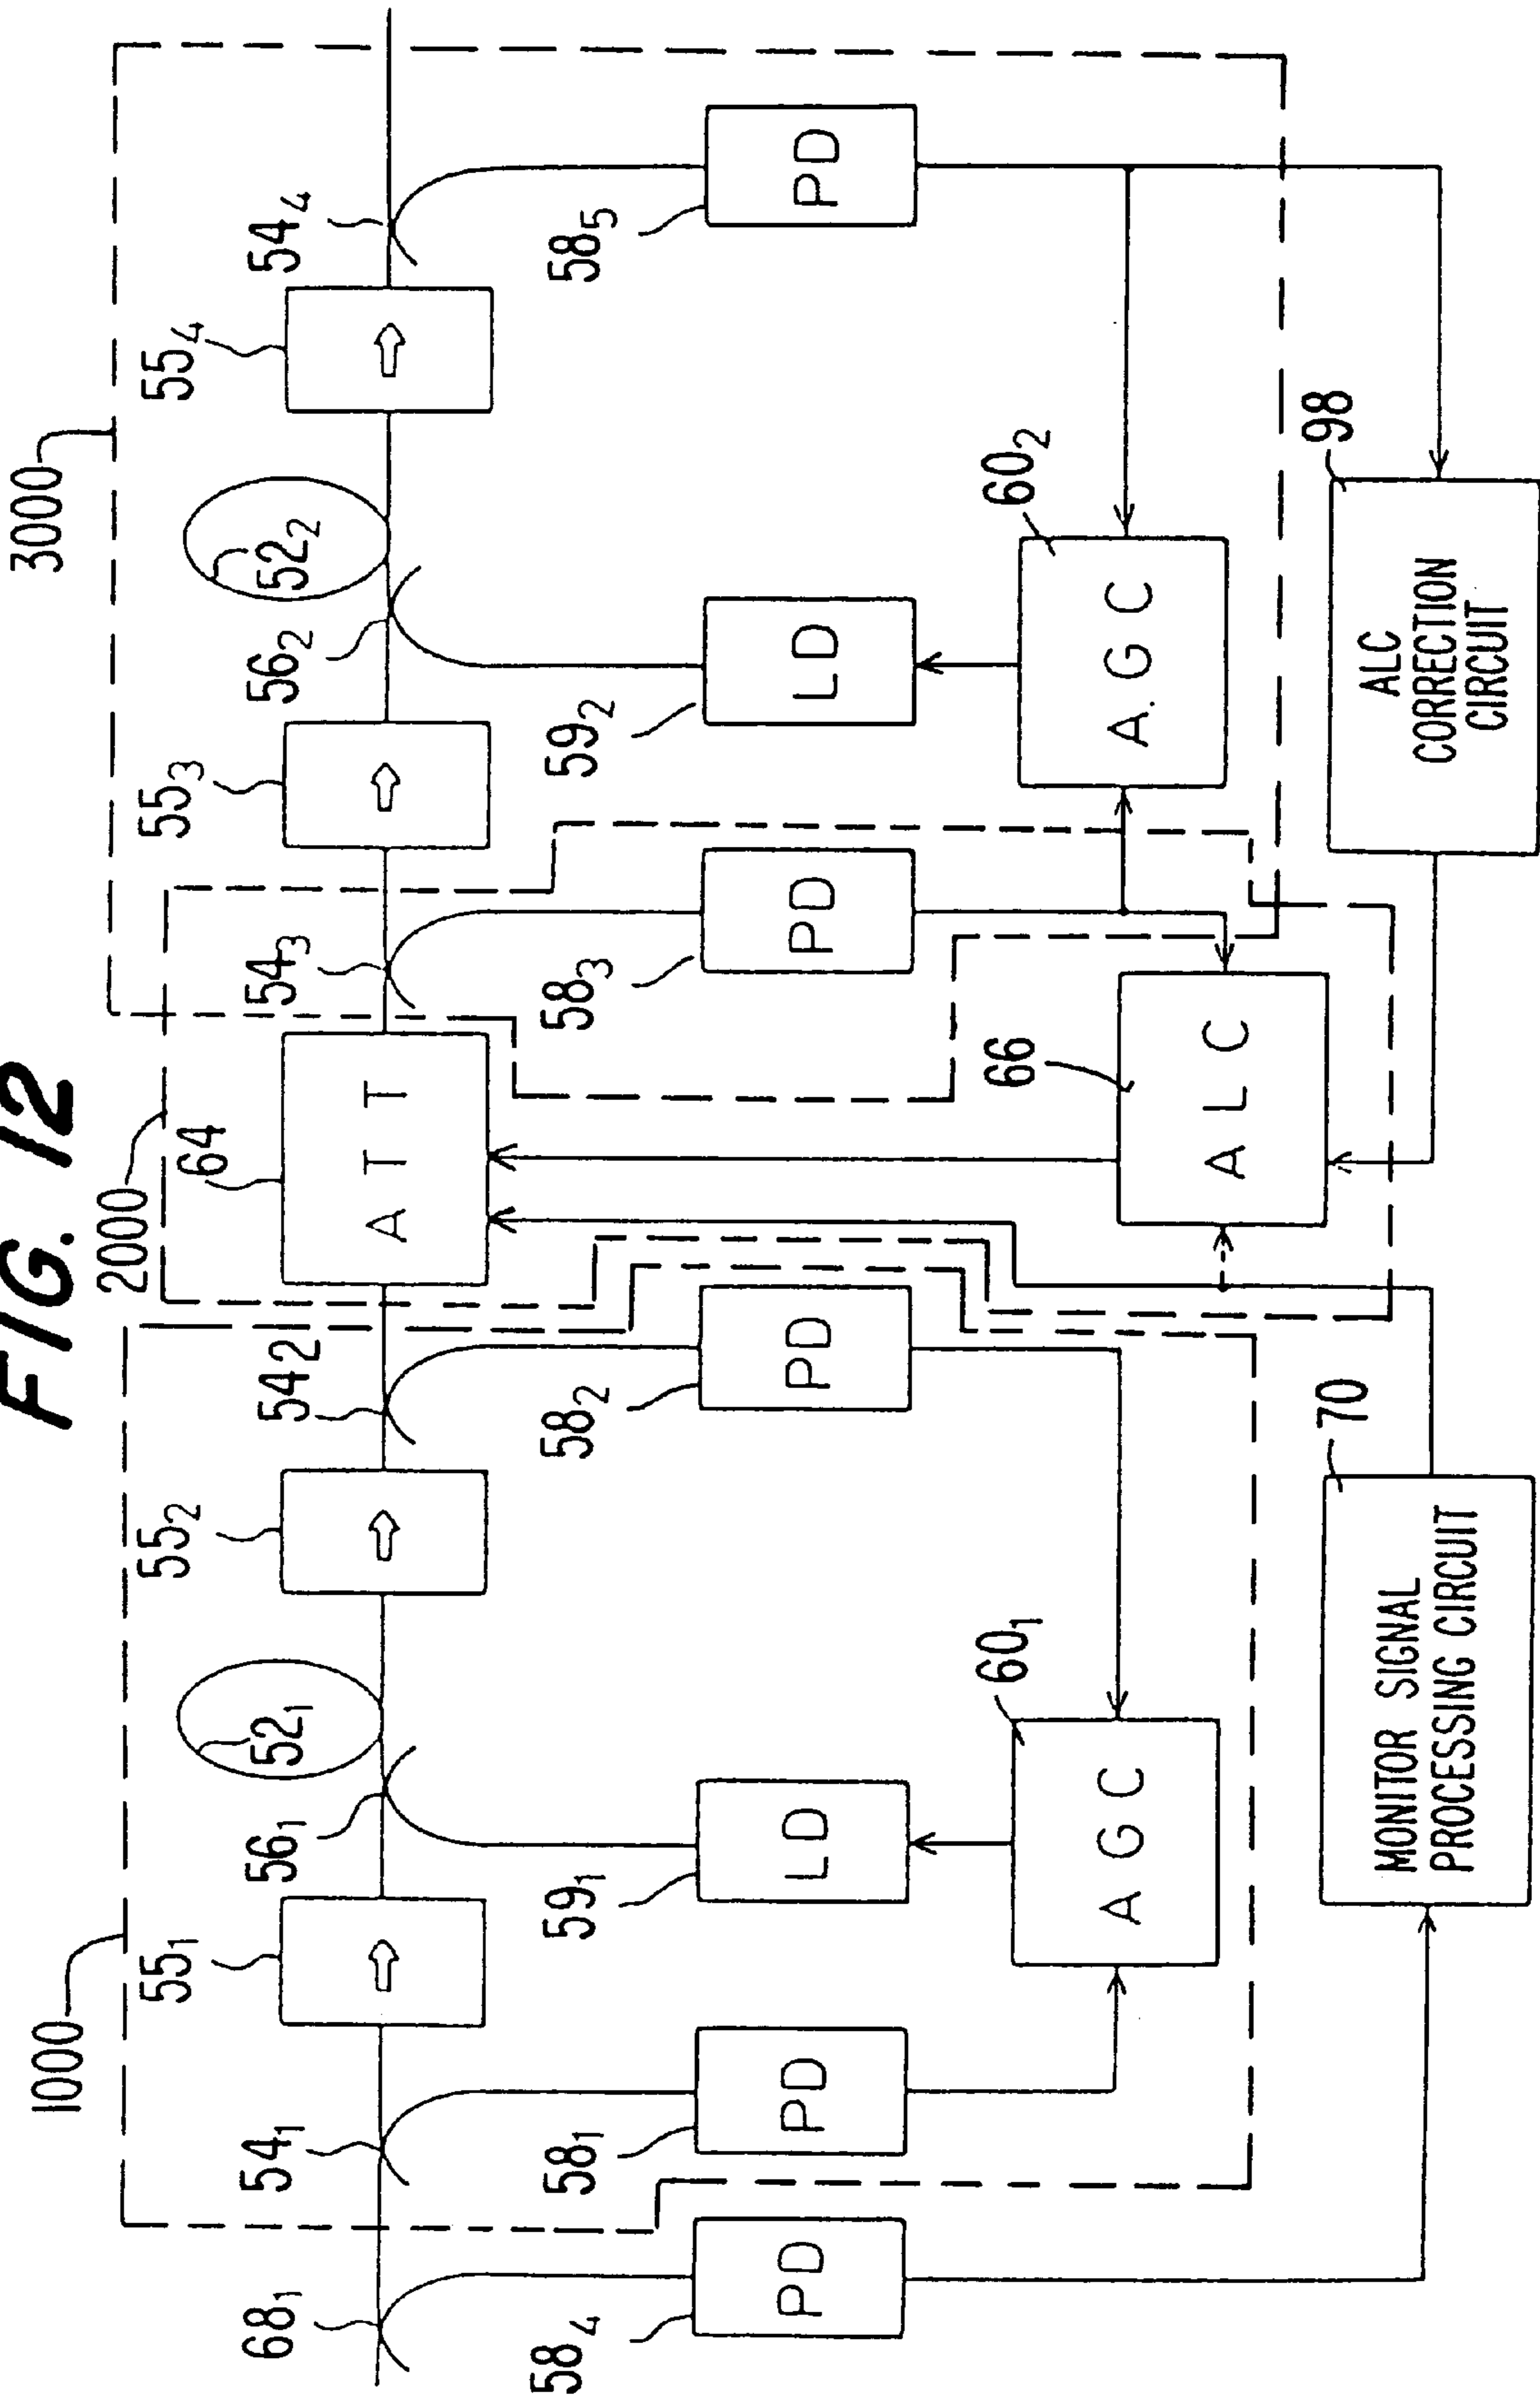 FIG. 12
1000
2000
3000
68₁
54₁
55₁
56₁
52₁
55₂
54₂
64
54₃
55₃
56₂
52₂
55₄
54₄
A T T
58₄
PD
58₁
PD
59₁
LD
58₂
PD
58₃
PD
59₂
LD
58₅
PD
60₁
A G C
66
A L C
60₂
A. G C
70
MONITOR SIGNAL
PROCESSING CIRCUIT
98
ALC
CORRECTION
CIRCUIT